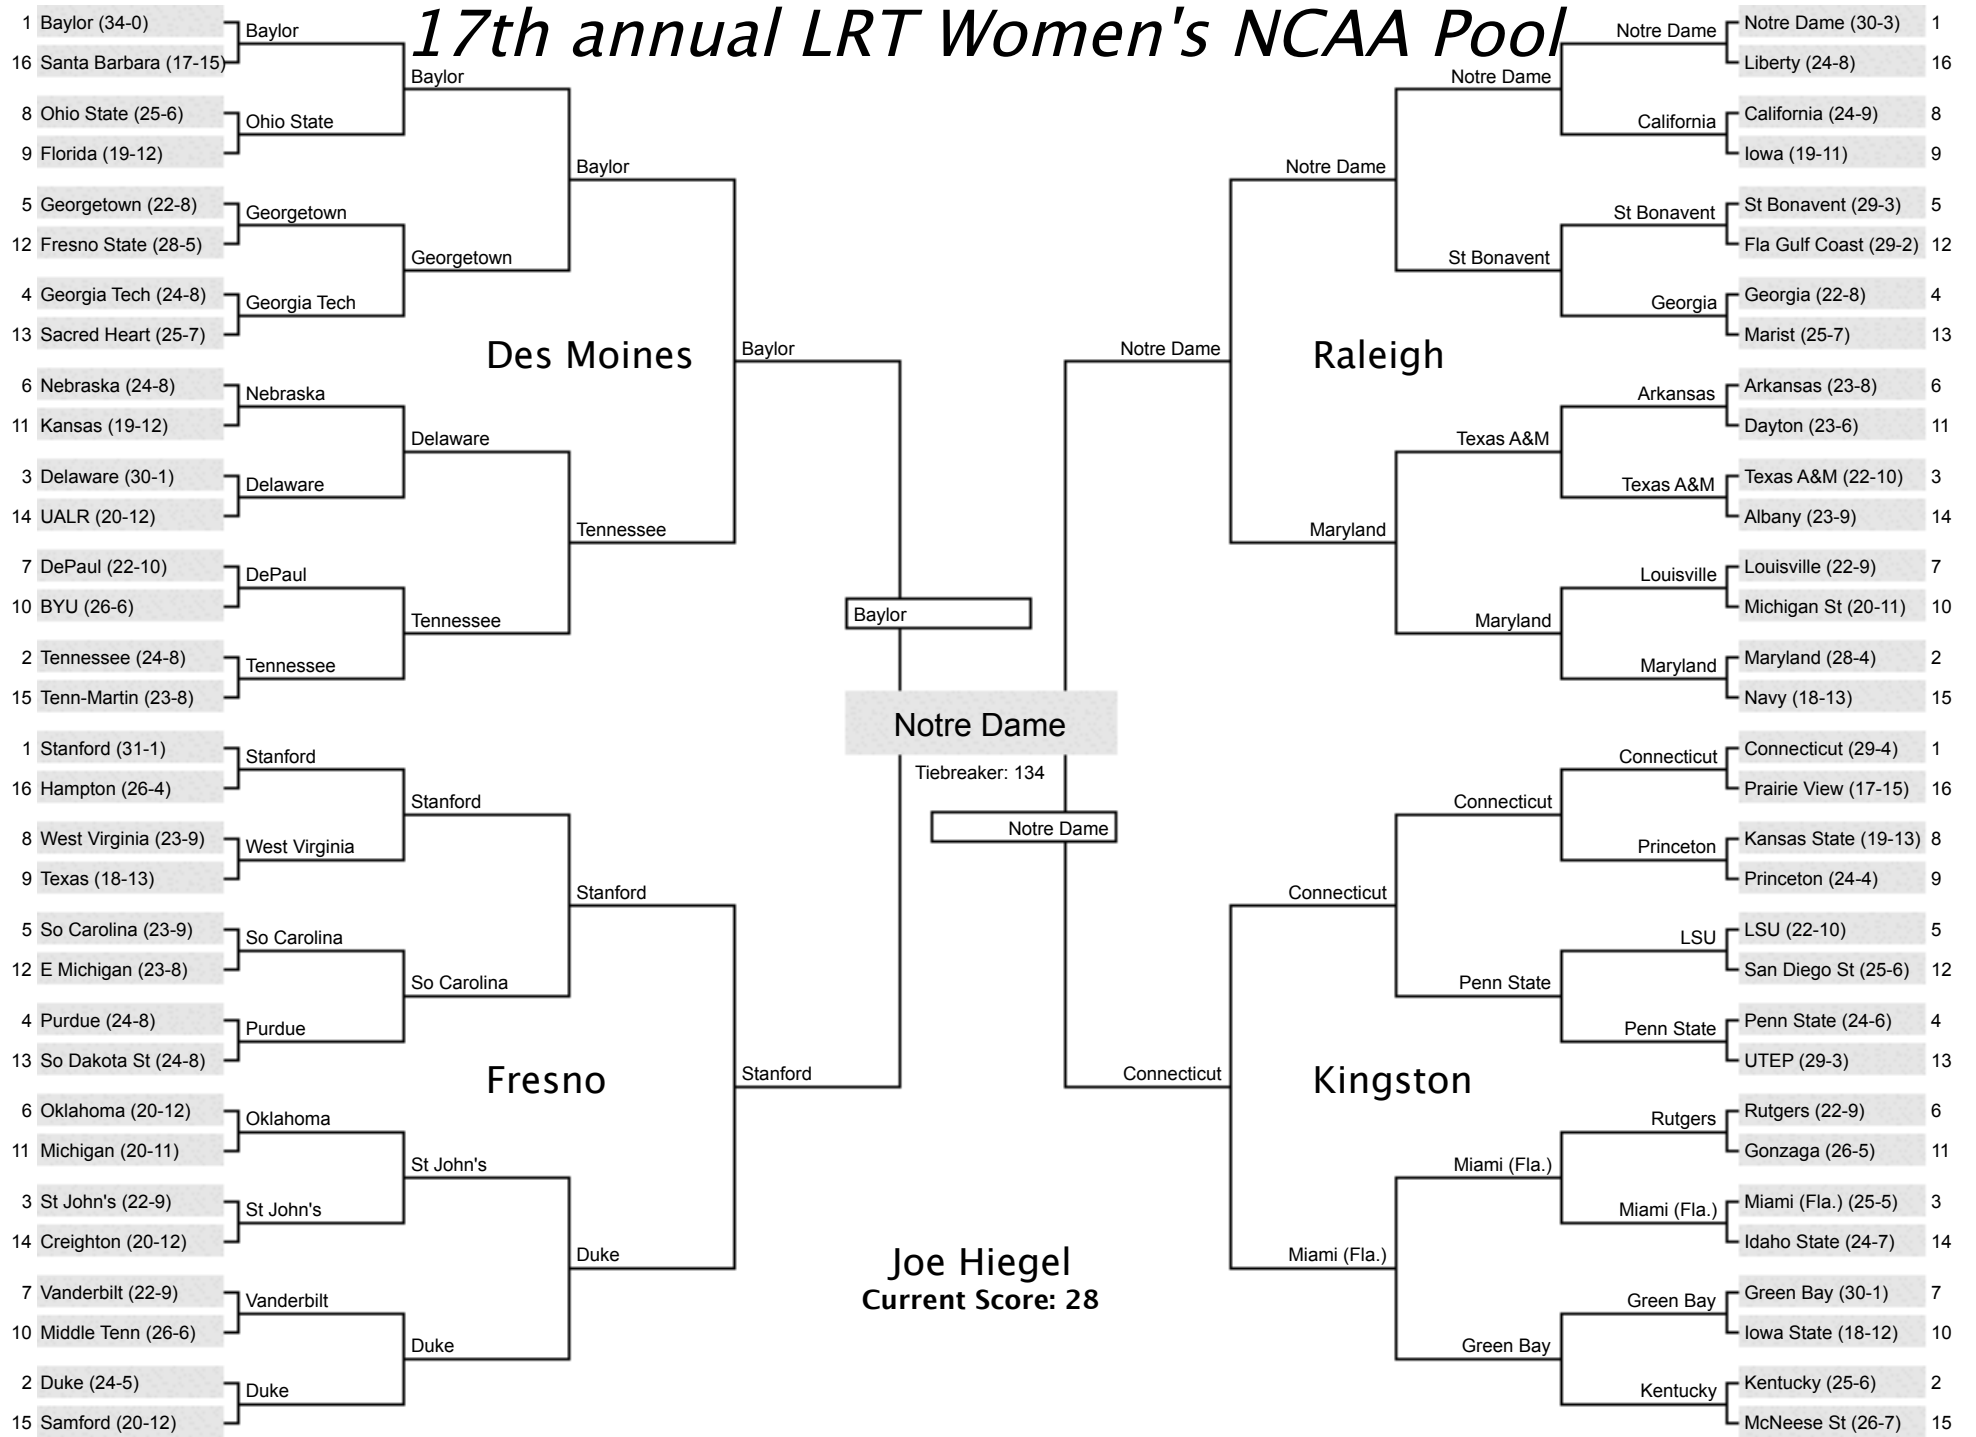 17th annual LRT Women's NCAA Pool
1 Baylor (34-0)
16 Santa Barbara (17-15)
8 Ohio State (25-6)
9 Florida (19-12)
5 Georgetown (22-8)
12 Fresno State (28-5)
4 Georgia Tech (24-8)
13 Sacred Heart (25-7)
6 Nebraska (24-8)
11 Kansas (19-12)
3 Delaware (30-1)
14 UALR (20-12)
7 DePaul (22-10)
10 BYU (26-6)
2 Tennessee (24-8)
15 Tenn-Martin (23-8)
1 Stanford (31-1)
16 Hampton (26-4)
8 West Virginia (23-9)
9 Texas (18-13)
5 So Carolina (23-9)
12 E Michigan (23-8)
4 Purdue (24-8)
13 So Dakota St (24-8)
6 Oklahoma (20-12)
11 Michigan (20-11)
3 St John's (22-9)
14 Creighton (20-12)
7 Vanderbilt (22-9)
10 Middle Tenn (26-6)
2 Duke (24-5)
15 Samford (20-12)
Baylor
Ohio State
Georgetown
Georgia Tech
Nebraska
Delaware
DePaul
Tennessee
Stanford
West Virginia
So Carolina
Purdue
Oklahoma
St John's
Vanderbilt
Duke
Baylor
Georgetown
Delaware
Tennessee
Stanford
So Carolina
St John's
Duke
Baylor
Tennessee
Stanford
Duke
Des Moines
Fresno
Baylor
Stanford
Baylor
Notre Dame
Tiebreaker: 134
Notre Dame
Joe Hiegel
Current Score: 28
Notre Dame
Connecticut
Raleigh
Kingston
Notre Dame
Maryland
Connecticut
Miami (Fla.)
Notre Dame
St Bonavent
Texas A&M
Maryland
Connecticut
Penn State
Miami (Fla.)
Green Bay
Notre Dame
California
St Bonavent
Georgia
Arkansas
Texas A&M
Louisville
Maryland
Connecticut
Princeton
LSU
Penn State
Rutgers
Miami (Fla.)
Green Bay
Kentucky
Notre Dame (30-3) 1
Liberty (24-8) 16
California (24-9) 8
Iowa (19-11) 9
St Bonavent (29-3) 5
Fla Gulf Coast (29-2) 12
Georgia (22-8) 4
Marist (25-7) 13
Arkansas (23-8) 6
Dayton (23-6) 11
Texas A&M (22-10) 3
Albany (23-9) 14
Louisville (22-9) 7
Michigan St (20-11) 10
Maryland (28-4) 2
Navy (18-13) 15
Connecticut (29-4) 1
Prairie View (17-15) 16
Kansas State (19-13) 8
Princeton (24-4) 9
LSU (22-10) 5
San Diego St (25-6) 12
Penn State (24-6) 4
UTEP (29-3) 13
Rutgers (22-9) 6
Gonzaga (26-5) 11
Miami (Fla.) (25-5) 3
Idaho State (24-7) 14
Green Bay (30-1) 7
Iowa State (18-12) 10
Kentucky (25-6) 2
McNeese St (26-7) 15